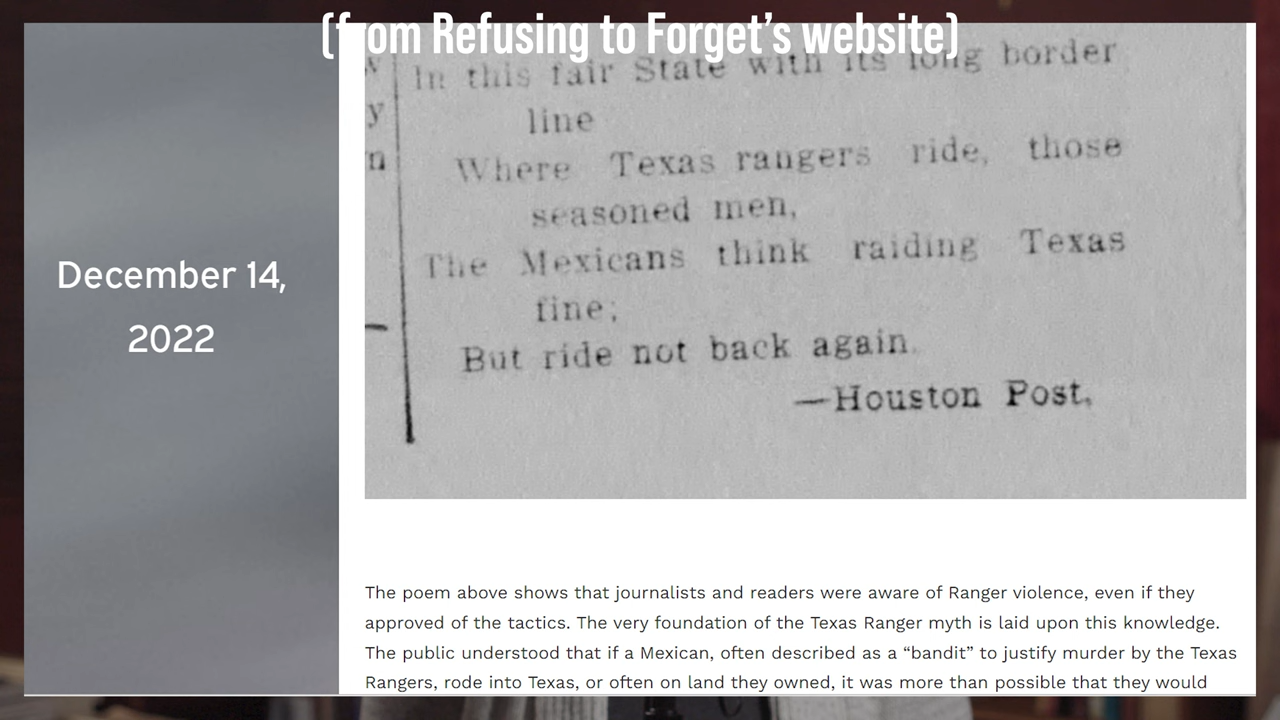 (from Refusing to Forget’s website)
December 14,
2022
w
y
n
In this fair State with its long border
line
Where Texas rangers ride, those
seasoned men,
The Mexicans think raiding Texas
fine;
But ride not back again.
—Houston Post.
The poem above shows that journalists and readers were aware of Ranger violence, even if they
approved of the tactics. The very foundation of the Texas Ranger myth is laid upon this knowledge.
The public understood that if a Mexican, often described as a “bandit” to justify murder by the Texas
Rangers, rode into Texas, or often on land they owned, it was more than possible that they would